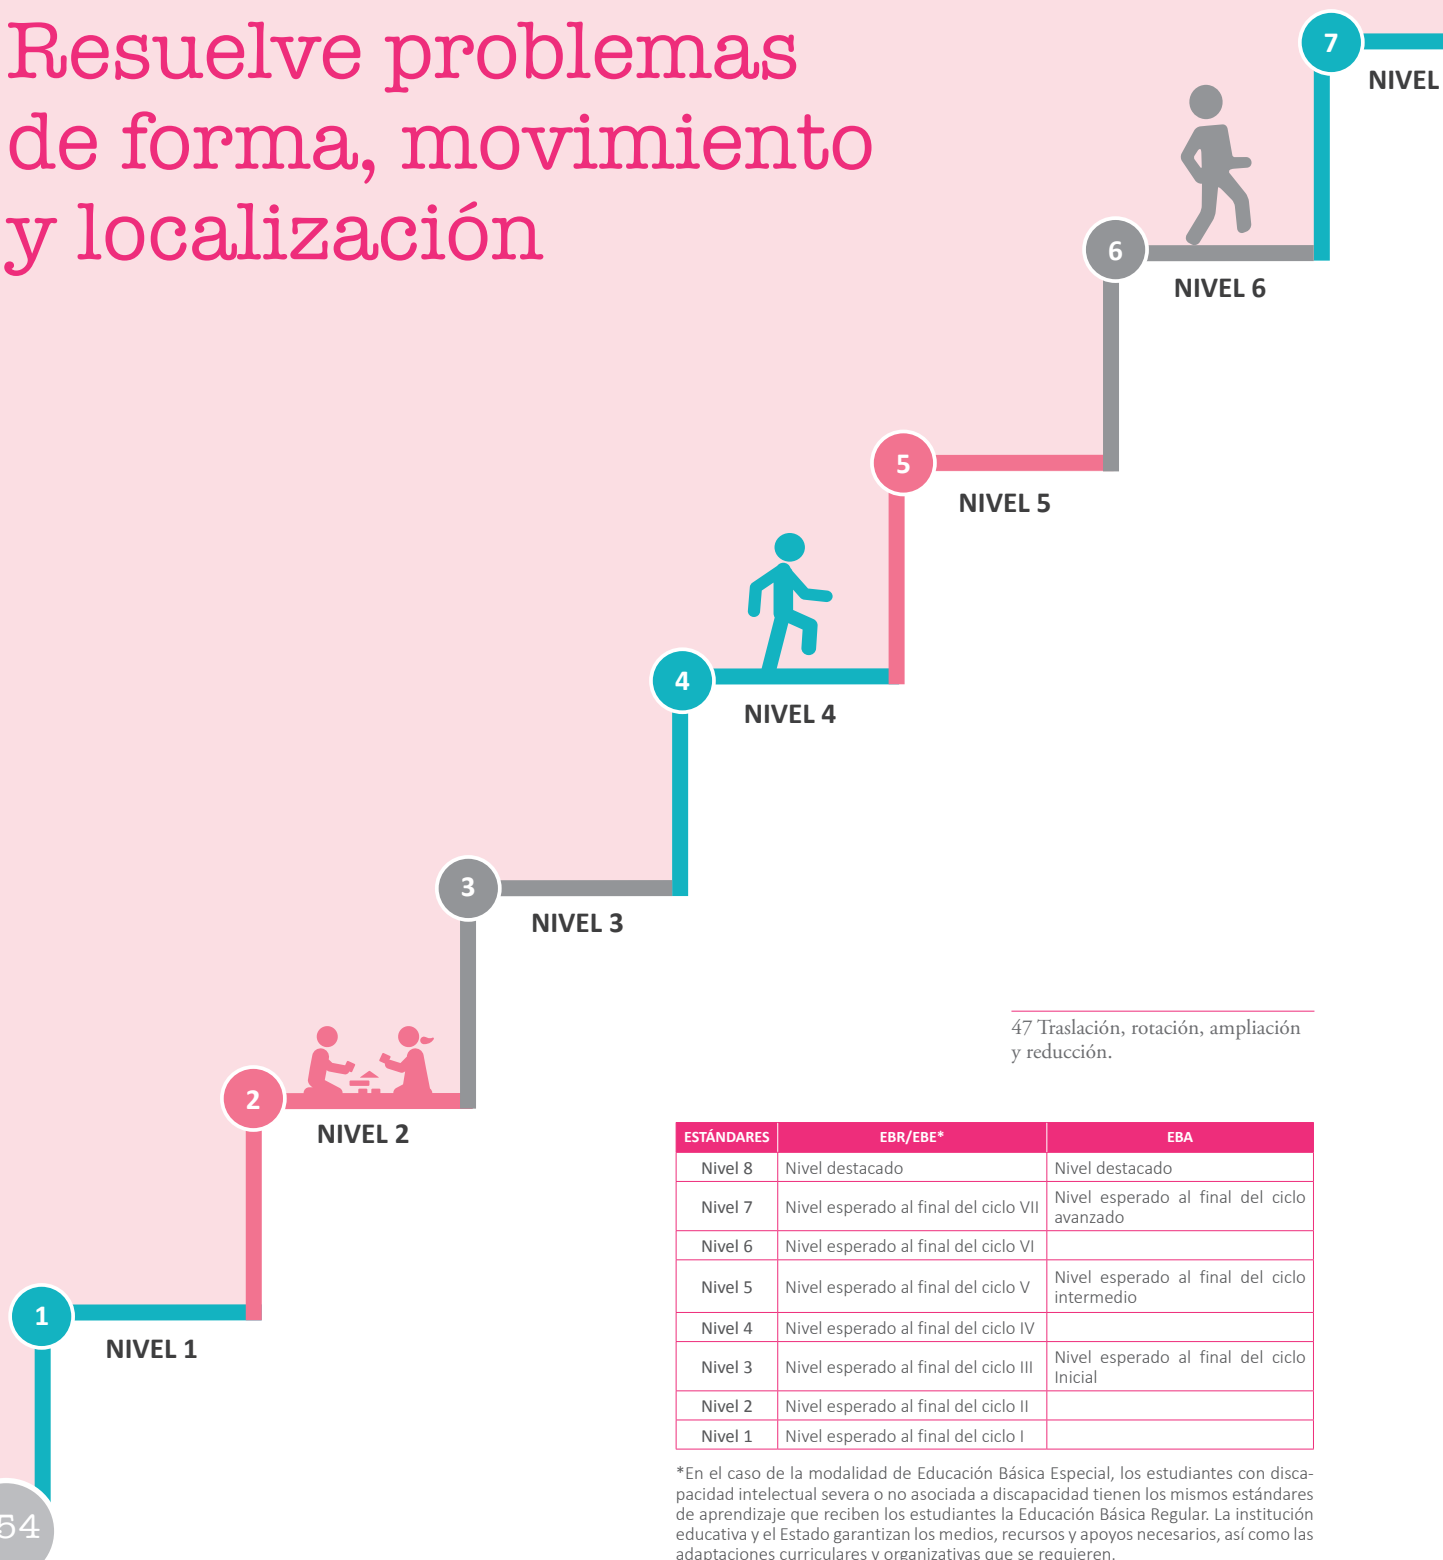 Resuelve problemas
de forma, movimiento
y localización
7
NIVEL
6
NIVEL 6
5
NIVEL 5
4
NIVEL 4
3
NIVEL 3
2
NIVEL 2
1
NIVEL 1
47 Traslación, rotación, ampliación
y reducción.
ESTÁNDARES EBR/EBE* EBA
Nivel 8 Nivel destacado Nivel destacado
Nivel 7 Nivel esperado al final del ciclo VII Nivel esperado al final del ciclo
avanzado
Nivel 6 Nivel esperado al final del ciclo VI
Nivel 5 Nivel esperado al final del ciclo V Nivel esperado al final del ciclo
intermedio
Nivel 4 Nivel esperado al final del ciclo IV
Nivel 3 Nivel esperado al final del ciclo III Nivel esperado al final del ciclo
Inicial
Nivel 2 Nivel esperado al final del ciclo II
Nivel 1 Nivel esperado al final del ciclo I
*En el caso de la modalidad de Educación Básica Especial, los estudiantes con disca-
pacidad intelectual severa o no asociada a discapacidad tienen los mismos estándares
de aprendizaje que reciben los estudiantes la Educación Básica Regular. La institución
educativa y el Estado garantizan los medios, recursos y apoyos necesarios, así como las
adaptaciones curriculares y organizativas que se requieren.
54